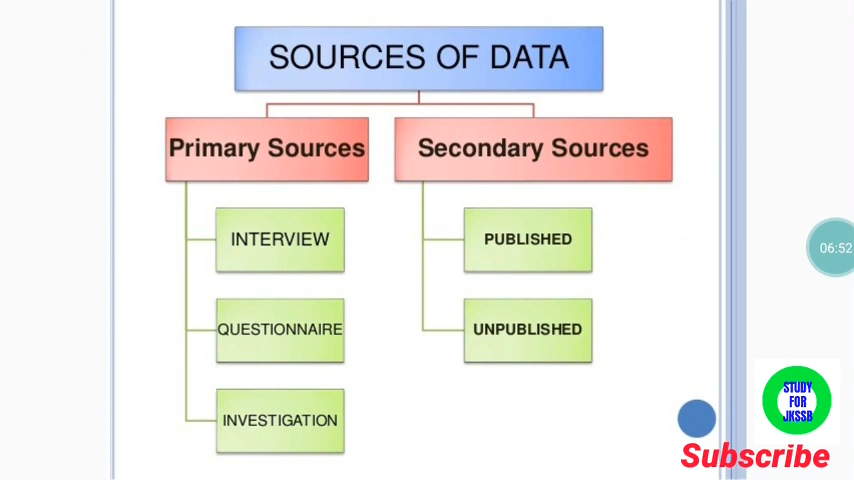 SOURCES OF DATA
Primary Sources
Secondary Sources
INTERVIEW
PUBLISHED
QUESTIONNAIRE
UNPUBLISHED
INVESTIGATION
06:52
STUDY
FOR
JKSSB
Subscribe